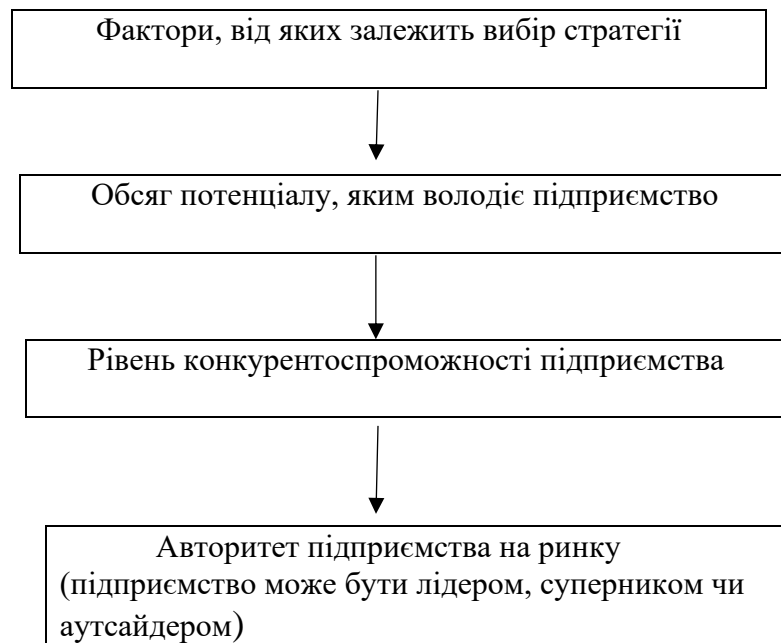 Фактори, від яких залежить вибір стратегії
Обсяг потенціалу, яким володіє підприємство
Рівень конкурентоспроможності підприємства
Авторитет підприємства на ринку
(підприємство може бути лідером, суперником чи
аутсайдером)